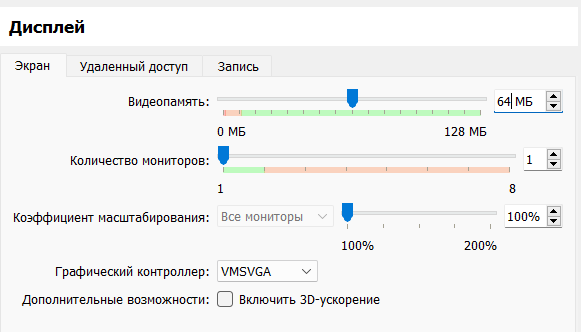 Дисплей
Экран Удаленный доступ Запись
Видеопамять: 64 МБ
0 МБ 128 МБ
Количество мониторов: 1
1 8
Коэффициент масштабирования: Все мониторы 100%
100% 200%
Графический контроллер: VMSVGA
Дополнительные возможности: Включить 3D-ускорение